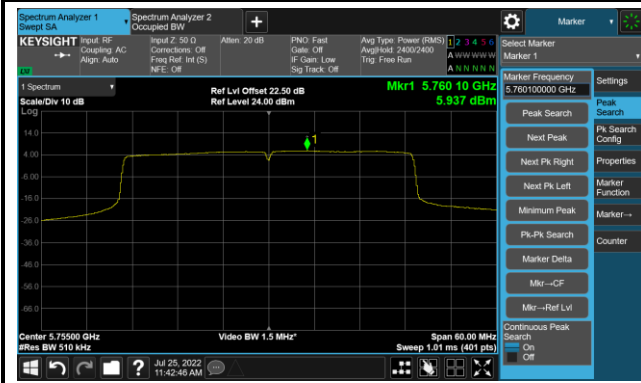 Spectrum Analyzer 1
Swept SA
Spectrum Analyzer 2
Occupied BW
+
Marker
KEYSIGHT
Input: RF
Coupling: AC
Align: Auto
Input Z: 50 Ω
Corrections: Off
Freq Ref: Int (S)
NFE: Off
Atten: 20 dB
PNO: Fast
Gate: Off
IF Gain: Low
Sig Track: Off
Avg Type: Power (RMS)
Avg|Hold: 2400/2400
Trig: Free Run
1 2 3 4 5 6
A W W W W W
A N N N N N
LXI
Select Marker
Marker 1
1 Spectrum
Scale/Div 10 dB
Log
Ref Lvl Offset 22.50 dB
Ref Level 24.00 dBm
Mkr1 5.760 10 GHz
5.937 dBm
14.0
4.00
-6.00
-16.0
-26.0
-36.0
-46.0
-56.0
-66.0
1
Center 5.75500 GHz
#Res BW 510 kHz
Video BW 1.5 MHz*
Span 60.00 MHz
Sweep 1.01 ms (401 pts)
Marker Frequency
5.760100000 GHz
Peak Search
Next Peak
Next Pk Right
Next Pk Left
Minimum Peak
Pk-Pk Search
Marker Delta
Mkr→CF
Mkr→Ref Lvl
Continuous Peak
Search
On
Off
Settings
Peak
Search
Pk Search
Config
Properties
Marker
Function
Marker→
Counter
?
Jul 25, 2022
11:42:46 AM